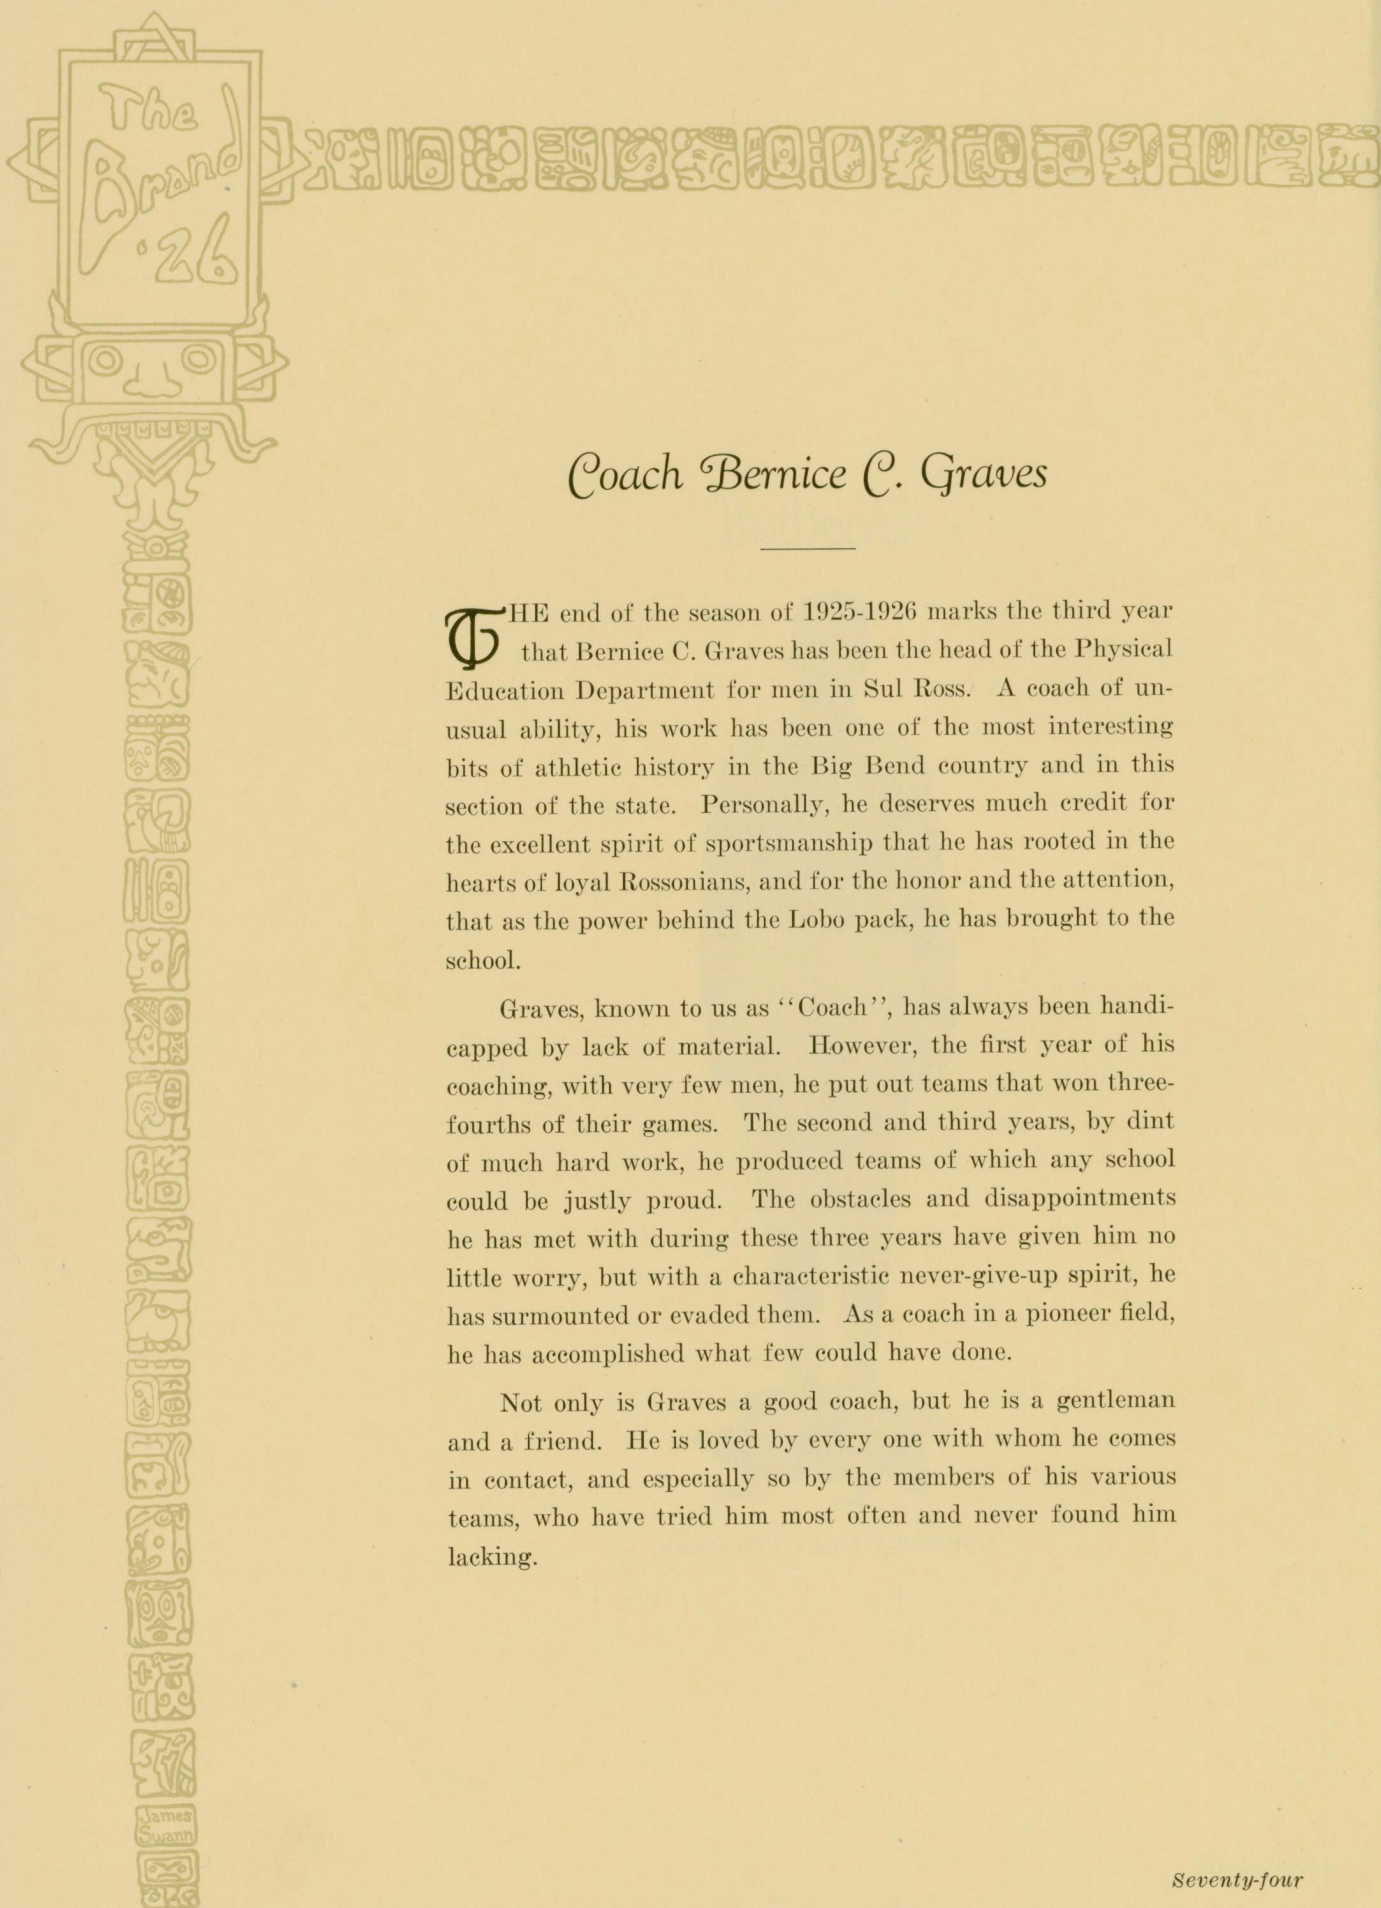 The
Brand
'26
Coach Bernice C. Graves
THE end of the season of 1925-1926 marks the third year
that Bernice C. Graves has been the head of the Physical
Education Department for men in Sul Ross. A coach of un-
usual ability, his work has been one of the most interesting
bits of athletic history in the Big Bend country and in this
section of the state. Personally, he deserves much credit for
the excellent spirit of sportsmanship that he has rooted in the
hearts of loyal Rossonians, and for the honor and the attention,
that as the power behind the Lobo pack, he has brought to the
school.
Graves, known to us as ‘‘Coach’’, has always been handi-
capped by lack of material. However, the first year of his
coaching, with very few men, he put out teams that won three-
fourths of their games. The second and third years, by dint
of much hard work, he produced teams of which any school
could be justly proud. The obstacles and disappointments
he has met with during these three years have given him no
little worry, but with a characteristic never-give-up spirit, he
has surmounted or evaded them. As a coach in a pioneer field,
he has accomplished what few could have done.
Not only is Graves a good coach, but he is a gentleman
and a friend. He is loved by every one with whom he comes
in contact, and especially so by the members of his various
teams, who have tried him most often and never found him
lacking.
James
Swann
Seventy-four